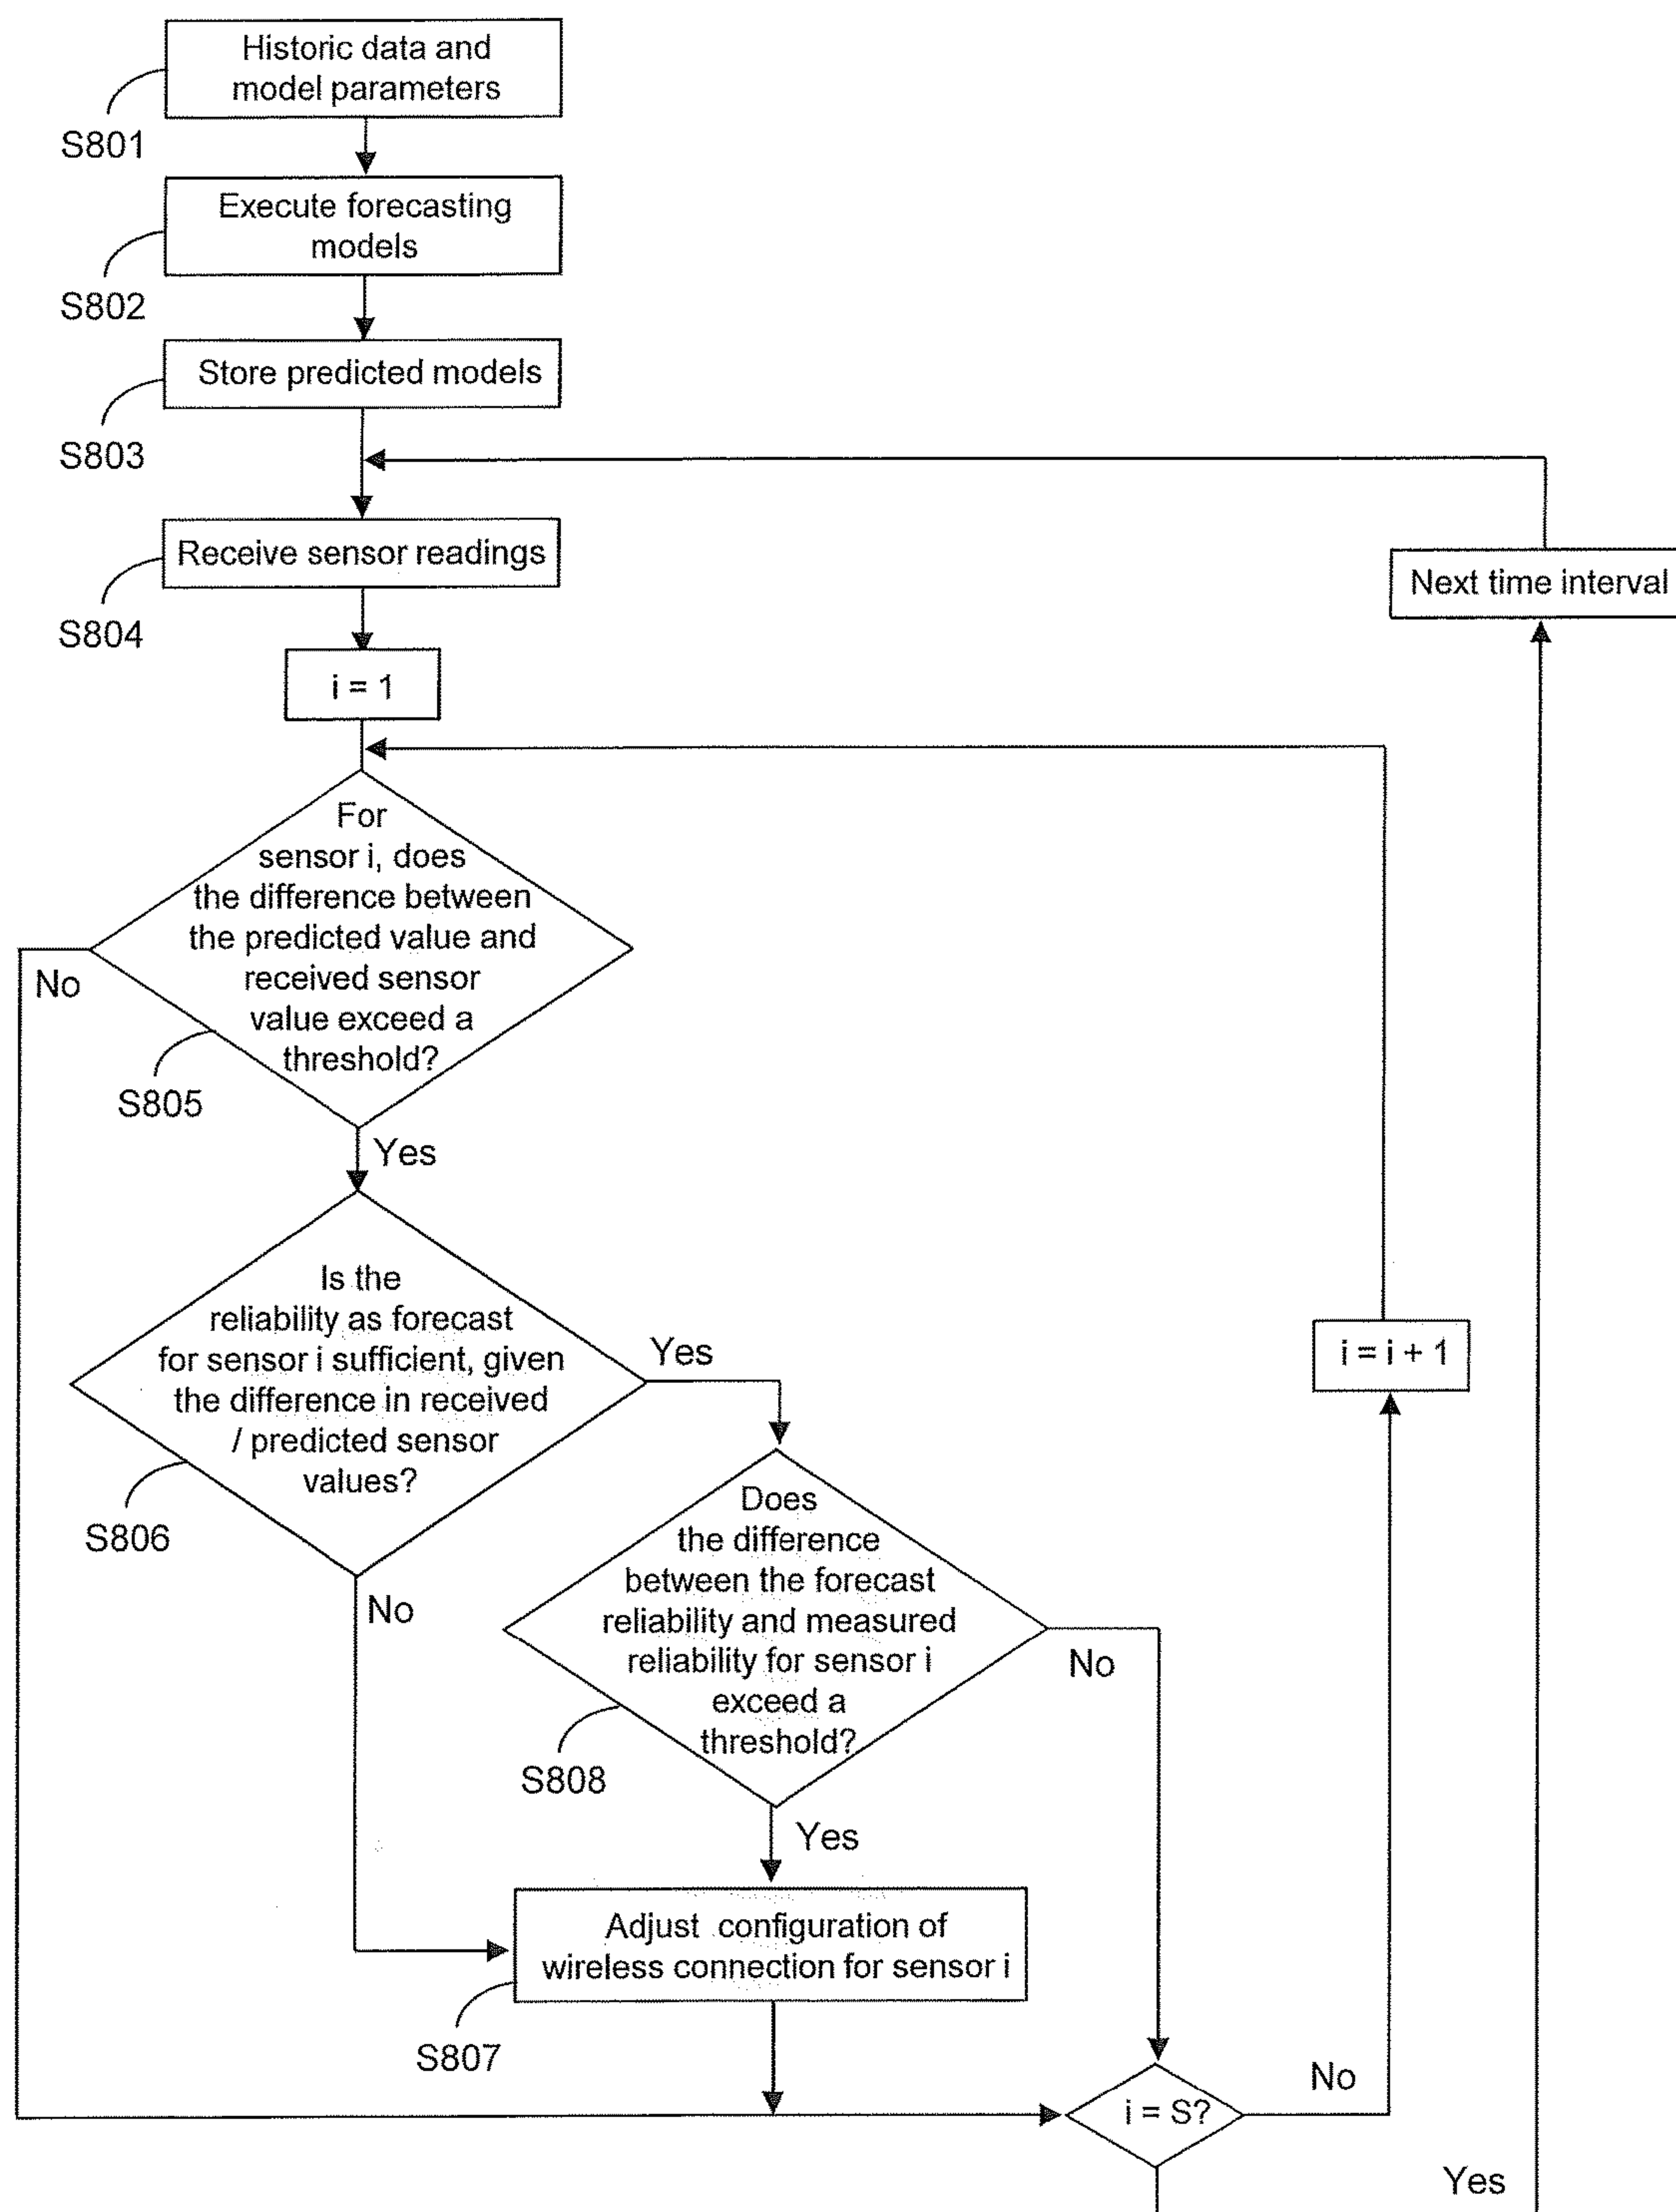 Historic data and
model parameters
S801
Execute forecasting
models
S802
Store predicted models
S803
Receive sensor readings
S804
Next time interval
i = 1
For
sensor i, does
the difference between
the predicted value and
received sensor
value exceed a
threshold?
No
S805
Yes
Is the
reliability as forecast
for sensor i sufficient, given
the difference in received
/ predicted sensor
values?
Yes
S806
No
i = i + 1
Does
the difference
between the forecast
reliability and measured
reliability for sensor i
exceed a
threshold?
No
S808
Yes
Adjust configuration of
wireless connection for sensor i
S807
i = S?
No
Yes